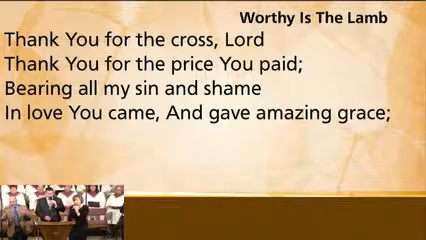 Worthy Is The Lamb
Thank You for the cross, Lord
Thank You for the price You paid;
Bearing all my sin and shame
In love You came, And gave amazing grace;